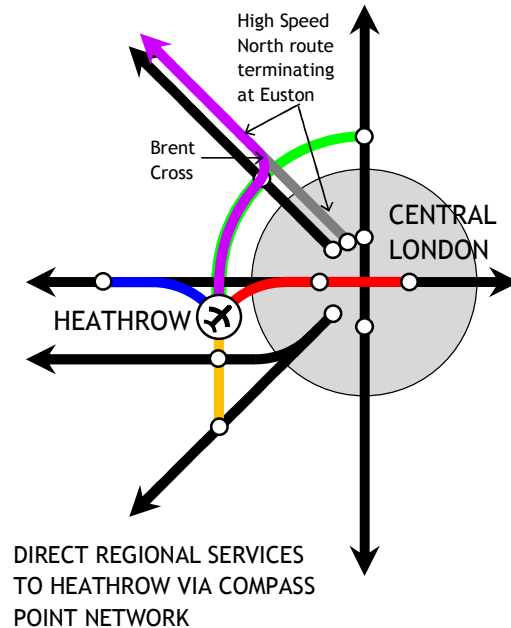 High Speed
North route
terminating
at Euston
Brent
Cross
CENTRAL
LONDON
HEATHROW
DIRECT REGIONAL SERVICES
TO HEATHROW VIA COMPASS
POINT NETWORK